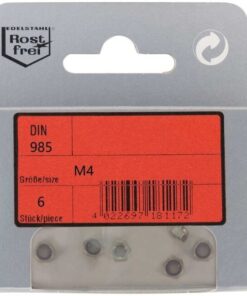 EDELSTAHL
Rost
frei
DIN
985
M4
Größe/size
6
Stück/piece
4 022697 181172